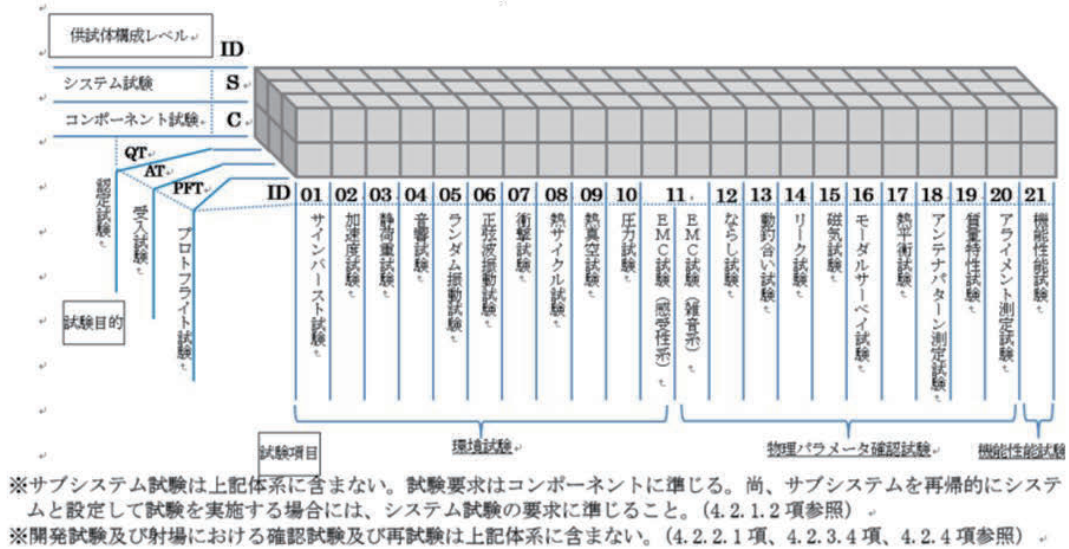 供試体構成レベル
ID
システム試験 S
コンポーネント試験 C
QT
AT
PFT
ID 01 02 03 04 05 06 07 08 09 10 11 12 13 14 15 16 17 18 19 20 21
認定試験
受入試験
プロトフライト試験
試験目的
サインバースト試験
加速度試験
静荷重試験
音響試験
ランダム振動試験
正弦波振動試験
衝撃試験
熱サイクル試験
熱真空試験
圧力試験
EMC試験（感受性系）
EMC試験（雑音系）
ならし試験
動釣合い試験
リーク試験
磁気試験
モーダルサーベイ試験
熱平衡試験
アンテナパターン測定試験
質量特性試験
アライメント測定試験
機能性能試験
試験項目
環境試験
物理パラメータ確認試験
機能性能試験
※サブシステム試験は上記体系に含まない。試験要求はコンポーネントに準じる。尚、サブシステムを再帰的にシステ
ムと設定して試験を実施する場合には、システム試験の要求に準じること。(4.2.1.2 項参照)
※開発試験及び射場における確認試験及び再試験は上記体系に含まない。(4.2.2.1 項、4.2.3.4 項、4.2.4 項参照)